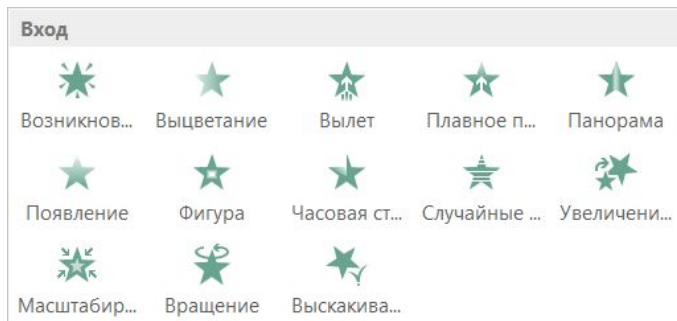 Вход
Возникнов... Выцветание Вылет Плавное п... Панорама
Появление Фигура Часовая ст... Случайные ... Увеличени...
Масштабир... Вращение Выскакива...